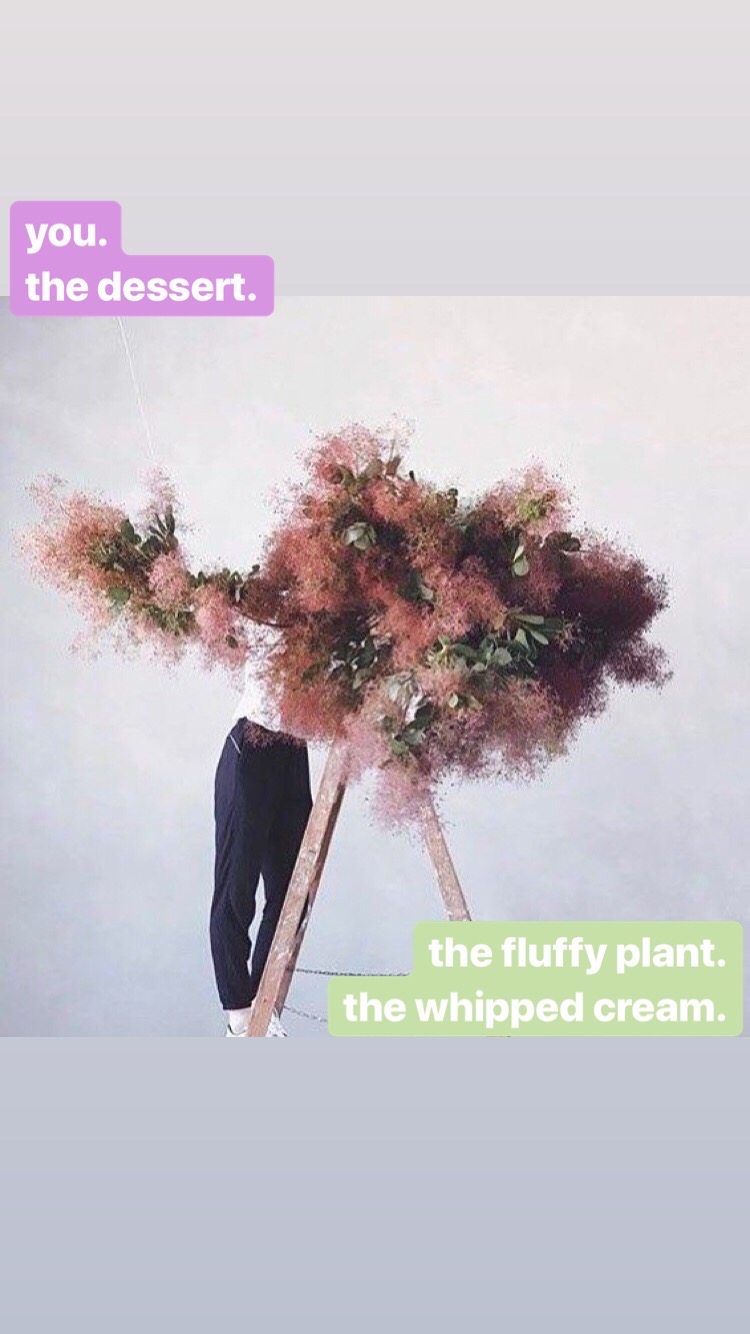 you.
the dessert.
the fluffy plant.
the whipped cream.